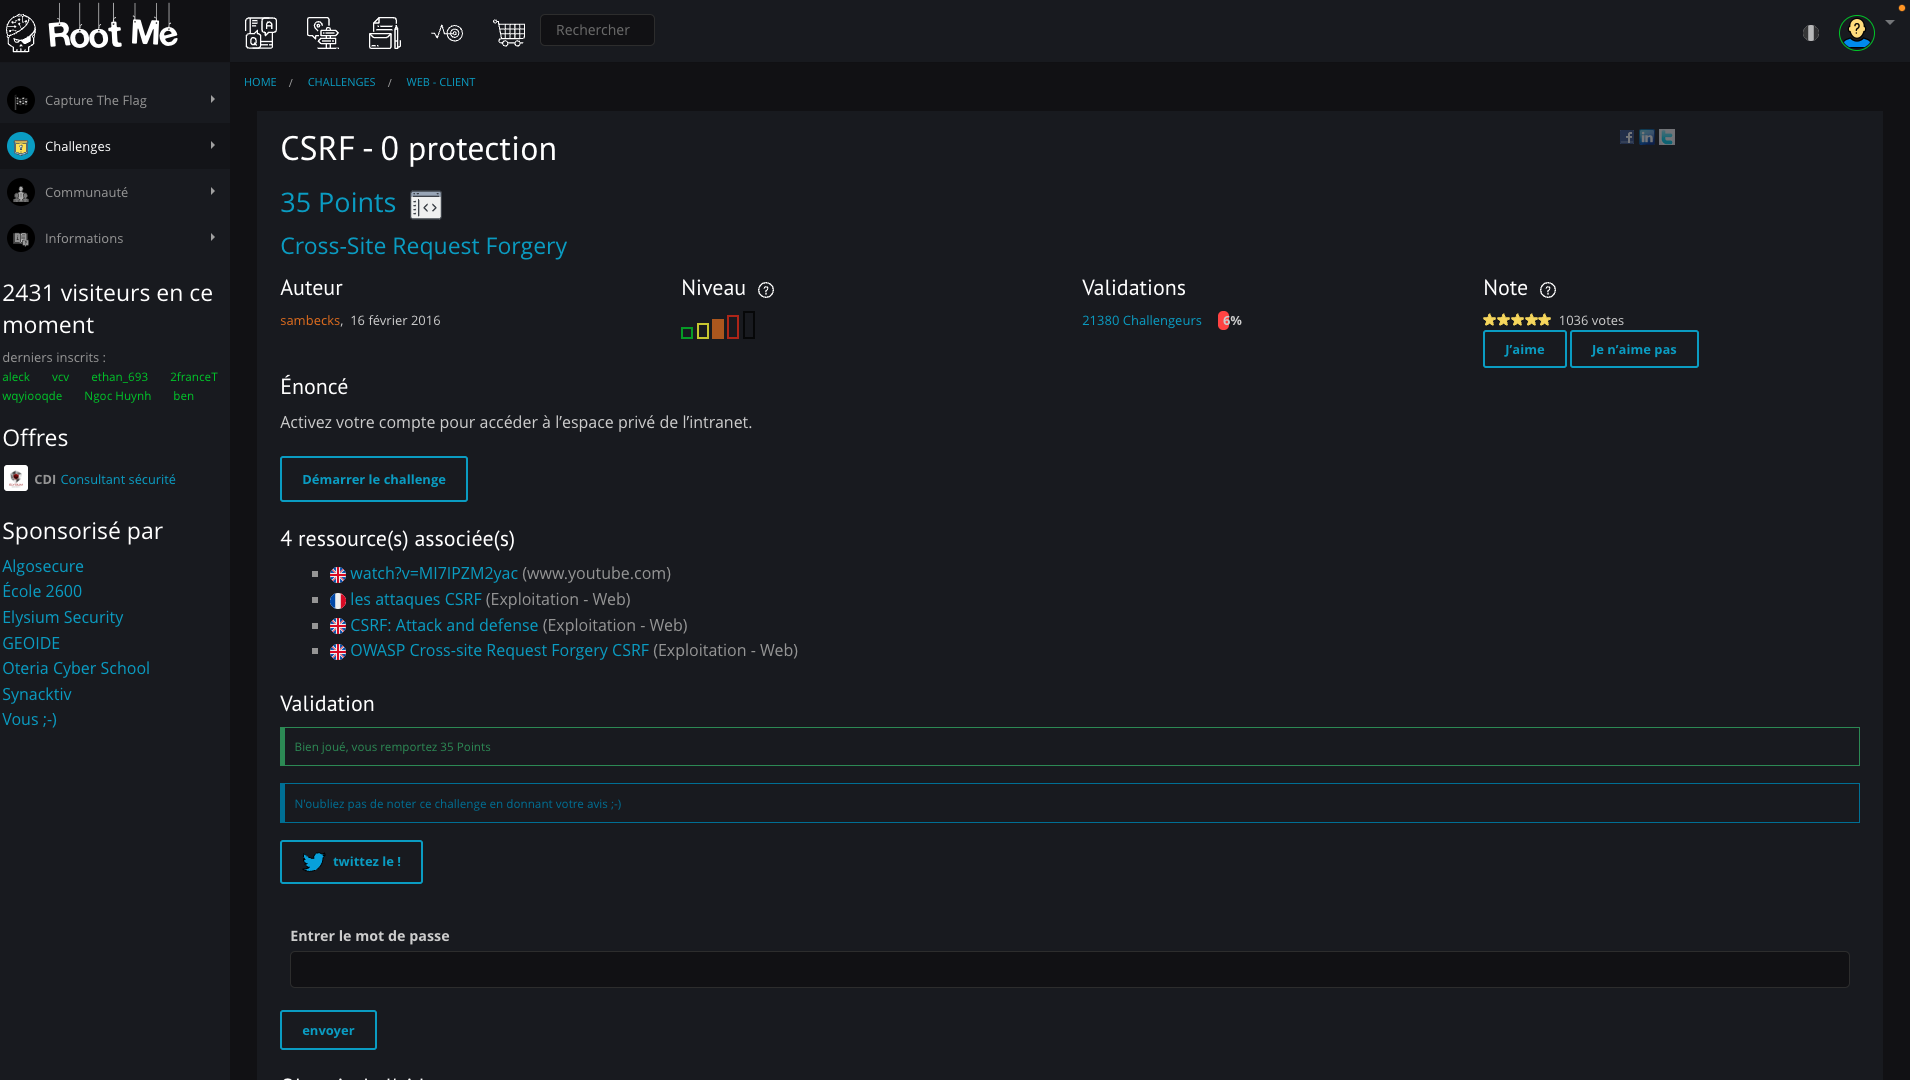 Root Me
Rechercher
Capture The Flag
Challenges
Communauté
Informations
2431 visiteurs en ce
moment
derniers inscrits :
aleck vcv ethan_693 2franceT
wqyiooqde Ngoc Huynh ben
Offres
CDI Consultant sécurité
Sponsorisé par
Algosecure
École 2600
Elysium Security
GEOIDE
Oteria Cyber School
Synacktiv
Vous ;-)
HOME / CHALLENGES / WEB - CLIENT
CSRF - 0 protection
35 Points
Cross-Site Request Forgery
Auteur
sambecks, 16 février 2016
Niveau
Validations
21380 Challengeurs 6%
Note
1036 votes
J’aime Je n’aime pas
Énoncé
Activez votre compte pour accéder à l’espace privé de l’intranet.
Démarrer le challenge
4 ressource(s) associée(s)
watch?v=MI7IPZM2yac (www.youtube.com)
les attaques CSRF (Exploitation - Web)
CSRF: Attack and defense (Exploitation - Web)
OWASP Cross-site Request Forgery CSRF (Exploitation - Web)
Validation
Bien joué, vous remportez 35 Points
N'oubliez pas de noter ce challenge en donnant votre avis ;-)
twittez le !
Entrer le mot de passe
envoyer